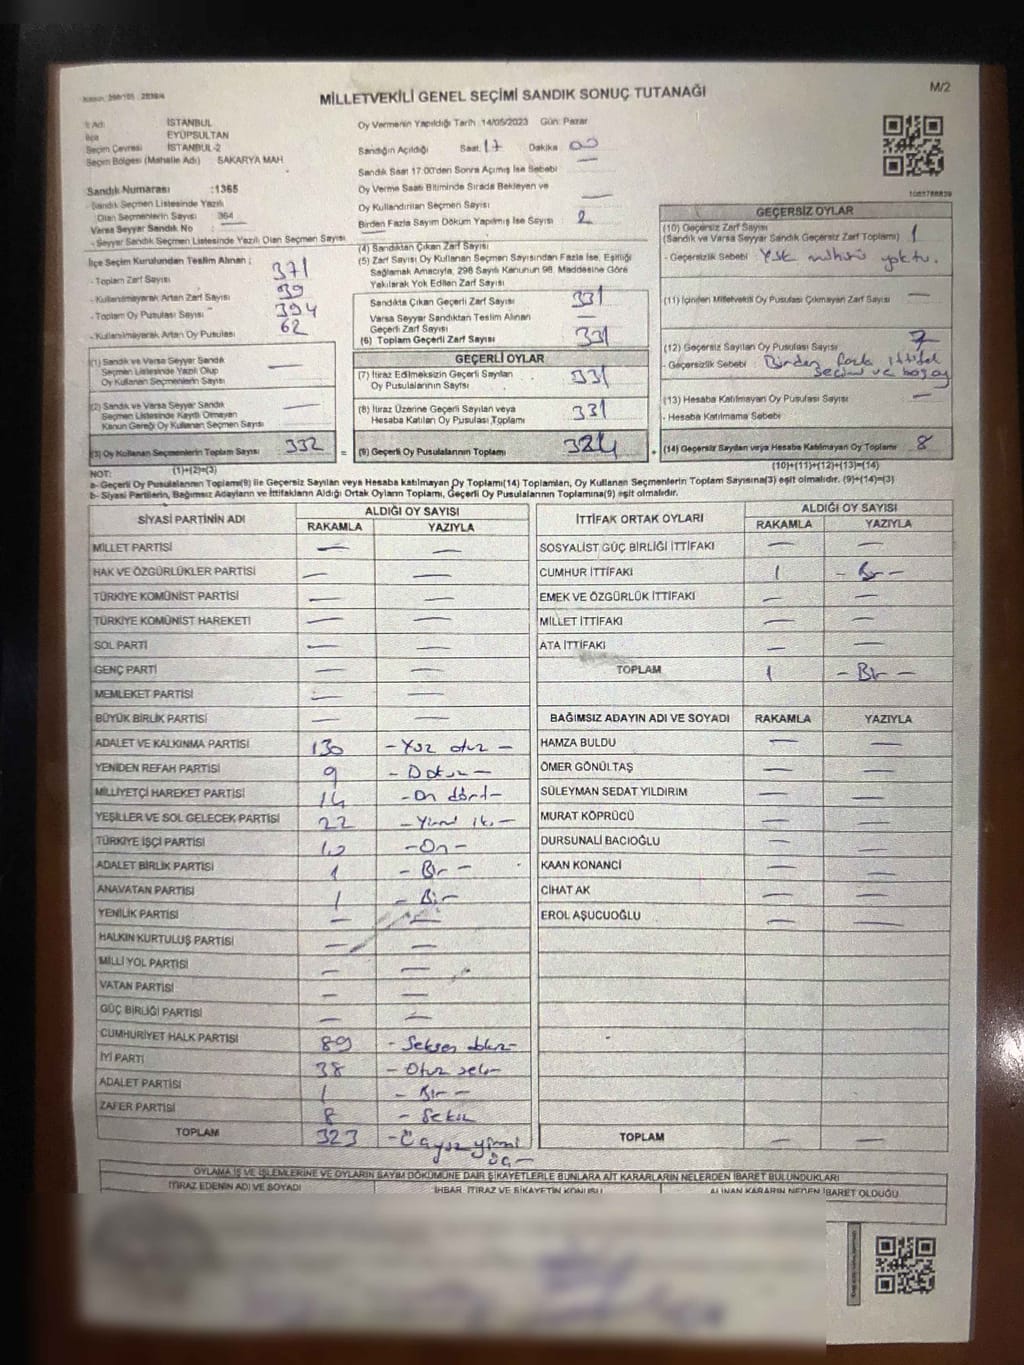 MİLLETVEKİLİ GENEL SEÇİMİ SANDIK SONUÇ TUTANAĞI
M/2
İl Adı İSTANBUL
İlçe EYÜPSULTAN
Seçim Çevresi İSTANBUL-2
Seçim Bölgesi (Mahalle Adı) SAKARYA MAH
Oy Vermenin Yapıldığı Tarih 14/05/2023 Gün: Pazar
Sandığın Açıldığı Saat: 17 Dakika 00
Sandık Saat 17:00'den Sonra Açımış İse Sebebi —
Oy Verme Saati Bitiminde Sırada Bekleyen ve
Oy Kullandırılan Seçmen Sayısı —
Birden Fazla Sayım Döküm Yapılmış İse Sayısı : 2
Sandık Numarası :1365
- Sandık Seçmen Listesinde Yazılı
Olan Seçmenlerin Sayısı 364
Varsa Seyyar Sandık No
- Seyyar Sandık Seçmen Listesinde Yazılı Olan Seçmen Sayısı
İlçe Seçim Kurulundan Teslim Alınan :
- Toplam Zarf Sayısı 371
- Kullanılmayarak Artan Zarf Sayısı 39
- Toplam Oy Pusulası Sayısı 394
- Kullanılmayarak Artan Oy Pusulası 62
(1) Sandık ve Varsa Seyyar Sandık
Seçmen Listesinde Yazılı Olup
Oy Kullanan Seçmenlerin Sayısı —
(2) Sandık ve Varsa Seyyar Sandık
Seçmen Listesinde Kayıtlı Olmayan
Kanun Gereği Oy Kullanan Seçmen Sayısı —
(3) Oy Kullanan Seçmenlerin Toplam Sayısı 332 =
(1)+(2)=(3)
(4) Sandıktan Çıkan Zarf Sayısı
(5) Zarf Sayısı Oy Kullanan Seçmen Sayısından Fazla İse, Eşitliği
Sağlamak Amacıyla, 298 Sayılı Kanunun 98. Maddesine Göre
Yakılarak Yok Edilen Zarf Sayısı
Sandıkta Çıkan Geçerli Zarf Sayısı 331
Varsa Seyyar Sandıktan Teslim Alınan
Geçerli Zarf Sayısı —
(6) Toplam Geçerli Zarf Sayısı 331
GEÇERLİ OYLAR
(7) İtiraz Edilmeksizin Geçerli Sayılan
Oy Pusulalarının Sayısı 331
(8) İtiraz Üzerine Geçerli Sayılan veya
Hesaba Katılan Oy Pusulası Toplamı 331
(9) Geçerli Oy Pusulalarının Toplamı 324 +
GEÇERSİZ OYLAR
(10) Geçersiz Zarf Sayısı
(Sandık ve Varsa Seyyar Sandık Geçersiz Zarf Toplamı) 1
- Geçersizlik Sebebi : Ysk mührü yoktu.
(11) İçinden Milletvekili Oy Pusulası Çıkmayan Zarf Sayısı —
(12) Geçersiz Sayılan Oy Pusulası Sayısı 7
- Geçersizlik Sebebi : Birden fazla ittifak
seçimi ve
(13) Hesaba Katılmayan Oy Pusulası Sayısı —
- Hesaba Katılmama Sebebi
(14) Geçersiz Sayılan veya Hesaba Katılmayan Oy Toplamı 8
(10)+(11)+(12)+(13)=(14)
NOT:
a- Geçerli Oy Pusulalarının Toplamı(9) ile Geçersiz Sayılan veya Hesaba katılmayan Oy Toplamı(14) Toplamları, Oy Kullanan Seçmenlerin Toplam Sayısına(3) eşit olmalıdır. (9)+(14)=(3)
b- Siyasi Partilerin, Bağımsız Adayların ve İttifakların Aldığı Ortak Oyların Toplamı, Geçerli Oy Pusulalarının Toplamına(9) eşit olmalıdır.
SİYASİ PARTİNİN ADI ALDIĞI OY SAYISI
RAKAMLA YAZIYLA
MİLLET PARTİSİ — —
HAK VE ÖZGÜRLÜKLER PARTİSİ — —
TÜRKİYE KOMÜNİST PARTİSİ — —
TÜRKİYE KOMÜNİST HAREKETİ — —
SOL PARTİ — —
GENÇ PARTİ — —
MEMLEKET PARTİSİ — —
BÜYÜK BİRLİK PARTİSİ — —
ADALET VE KALKINMA PARTİSİ 130 - Yüz otuz -
YENİDEN REFAH PARTİSİ 9 - Dokuz -
MİLLİYETÇİ HAREKET PARTİSİ 14 - On dört -
YEŞİLLER VE SOL GELECEK PARTİSİ 22 - Yirmi iki -
TÜRKİYE İŞÇİ PARTİSİ 10 - On -
ADALET BİRLİK PARTİSİ 1 - Bir -
ANAVATAN PARTİSİ 1 - Bir -
YENİLİK PARTİSİ — —
HALKIN KURTULUŞ PARTİSİ — —
MİLLİ YOL PARTİSİ — —
VATAN PARTİSİ — —
GÜÇ BİRLİĞİ PARTİSİ — —
CUMHURİYET HALK PARTİSİ 89 - Seksen dokuz -
İYİ PARTİ 38 - Otuz sekiz -
ADALET PARTİSİ 1 - Bir -
ZAFER PARTİSİ 8 - Sekiz
TOPLAM 323 - Üçyüz yirmi
üç -
İTTİFAK ORTAK OYLARI ALDIĞI OY SAYISI
RAKAMLA YAZIYLA
SOSYALİST GÜÇ BİRLİĞİ İTTİFAKI — —
CUMHUR İTTİFAKI 1 - Bir -
EMEK VE ÖZGÜRLÜK İTTİFAKI — —
MİLLET İTTİFAKI — —
ATA İTTİFAKI — —
TOPLAM 1 - Bir -
BAĞIMSIZ ADAYIN ADI VE SOYADI RAKAMLA YAZIYLA
HAMZA BULDU — —
ÖMER GÖNÜLTAŞ — —
SÜLEYMAN SEDAT YILDIRIM — —
MURAT KÖPRÜCÜ — —
DURSUNALİ BACIOĞLU — —
KAAN KONANCİ — —
CİHAT AK — —
EROL AŞUCUOĞLU — —
TOPLAM — —
OYLAMA İŞ VE İŞLEMLERİNE VE OYLARIN SAYIM DÖKÜMÜNE DAİR ŞİKAYETLERLE BUNLARA AİT KARARLARIN NELERDEN İBARET BULUNDUKLARI
İTİRAZ EDENİN ADI VE SOYADI İHBAR, İTİRAZ VE ŞİKAYETİN KONUSU ALINAN KARARIN NEDEN İBARET OLDUĞU